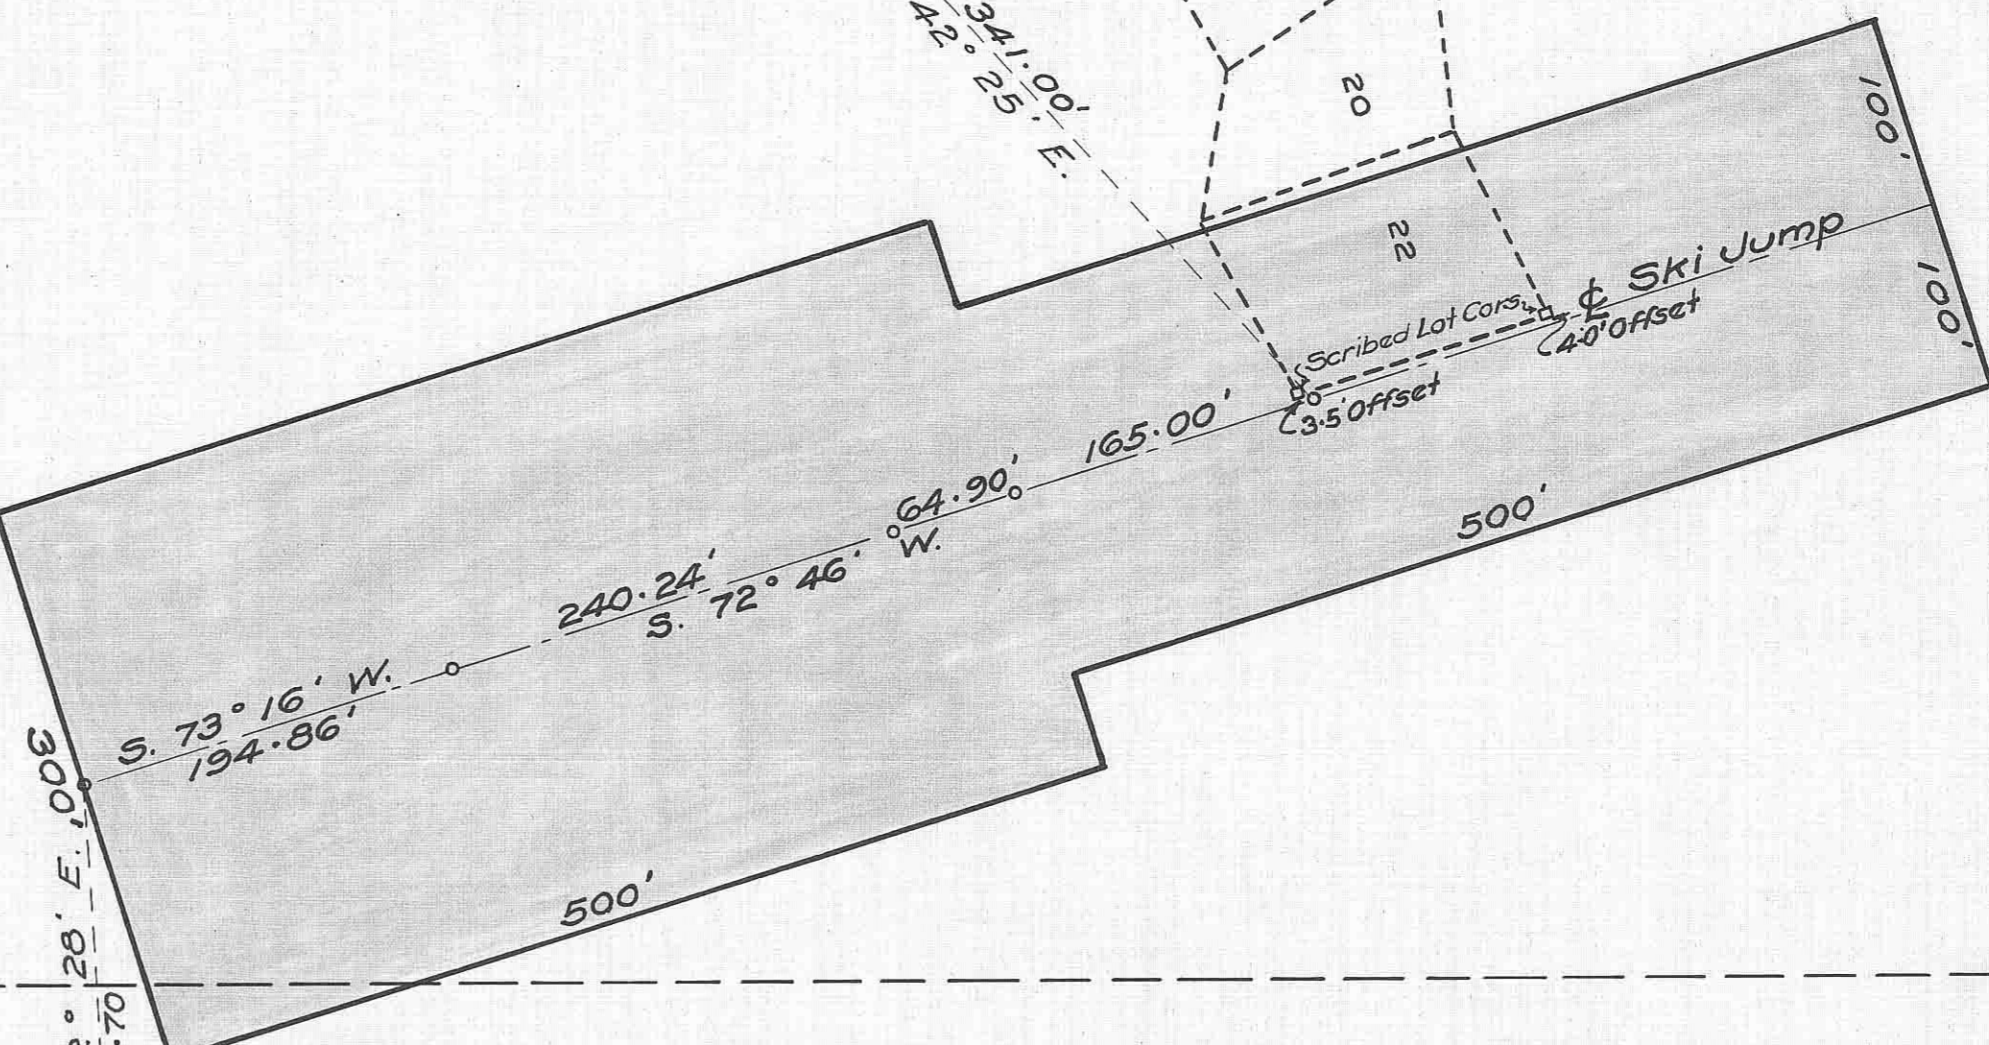 341.00'
42° 25' E.
20
22
100'
100'
℄ Ski Jump
Scribed Lot Cors.
4.0' Offset
3.5' Offset
165.00'
64.90'
240.24'
S. 72° 46' W.
500'
S. 73° 16' W.
194.86'
300'
500'
28' E.
.70